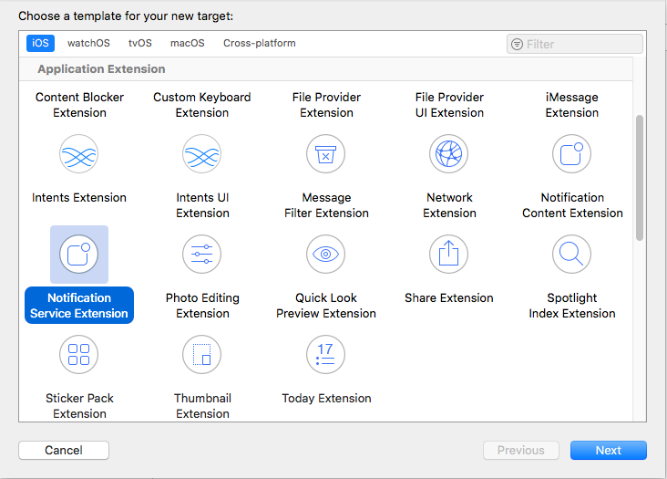 Choose a template for your new target:
iOS watchOS tvOS macOS Cross-platform Filter
Application Extension
Content Blocker Custom Keyboard File Provider File Provider iMessage
Extension Extension Extension UI Extension Extension
Intents Extension Intents UI Message Network Notification
Extension Filter Extension Extension Content Extension
Notification Photo Editing Quick Look Share Extension Spotlight
Service Extension Extension Preview Extension Index Extension
17
Sticker Pack Thumbnail Today Extension
Extension Extension
Cancel Previous Next